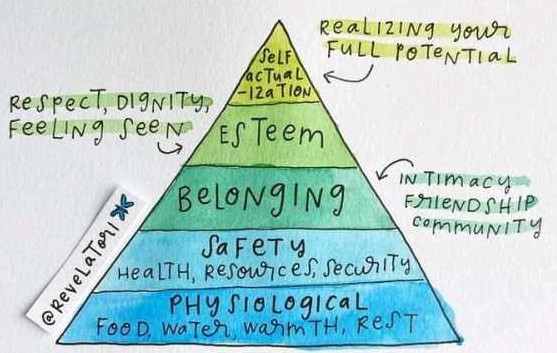 Realizing your
full potential
Self
actual
-ization
Respect, dignity,
feeling seen
Esteem
Belonging
Intimacy
friendship
community
Safety
Health, resources, security
Physiological
Food, water, warmth, rest
@Revelatori